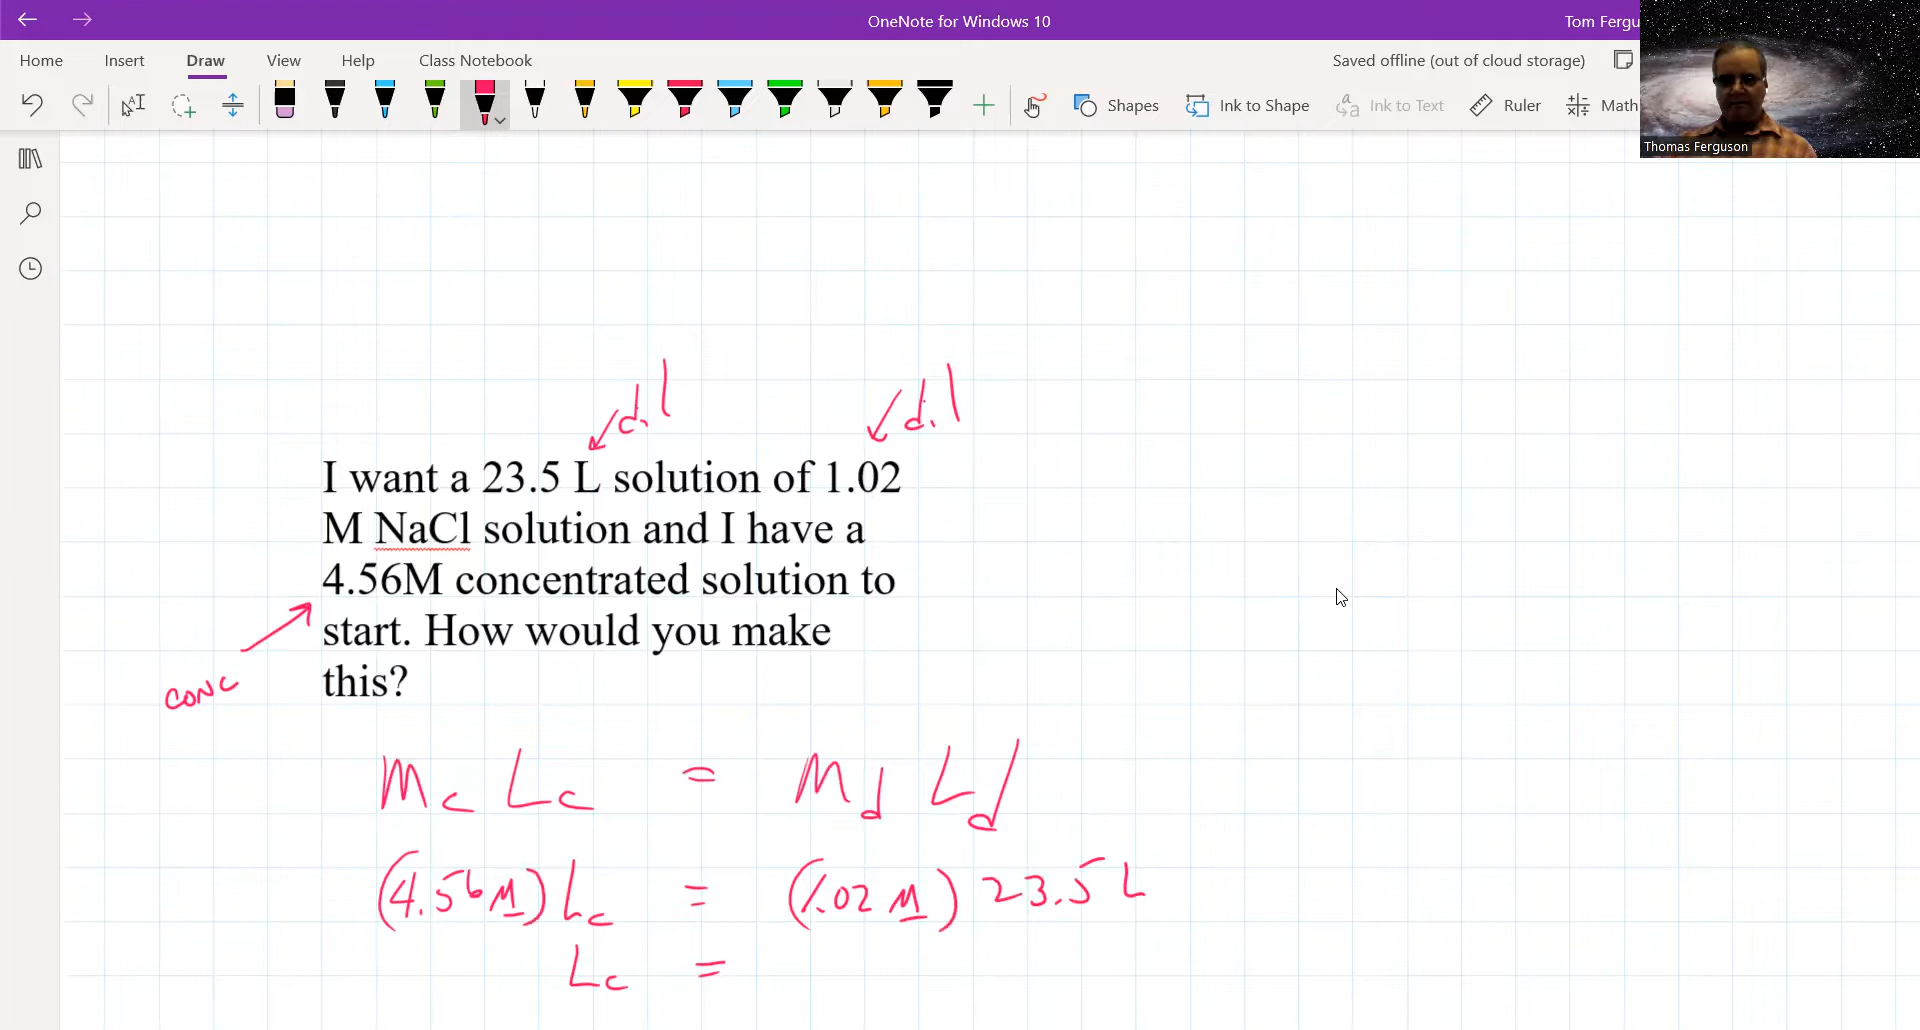 OneNote for Windows 10
Tom Fergu
Home Insert Draw View Help Class Notebook
Saved offline (out of cloud storage)
Shapes Ink to Shape Ink to Text Ruler Math
Thomas Ferguson
dil dil
I want a 23.5 L solution of 1.02
M NaCl solution and I have a
4.56M concentrated solution to
start. How would you make
this?
conc
Mc Lc = Md Ld
(4.56 M) Lc = (1.02 M) 23.5 L
Lc =